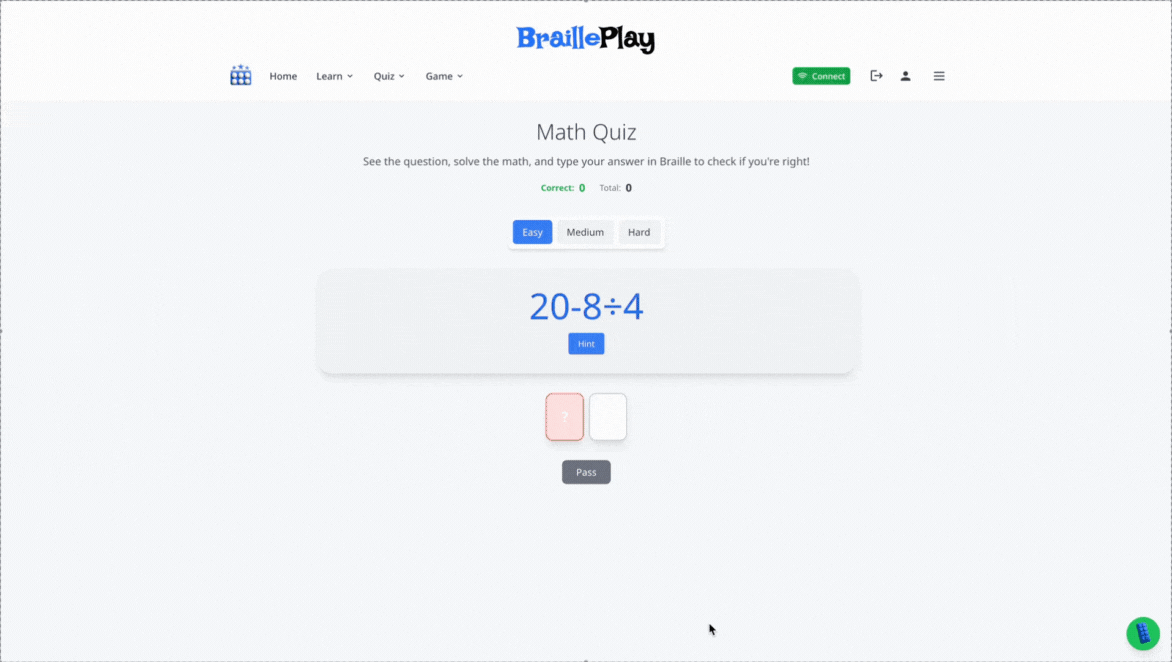 BraillePlay
Home Learn Quiz Game Connect
Math Quiz
See the question, solve the math, and type your answer in Braille to check if you're right!
Correct: 0 Total: 0
Easy Medium Hard
20-8÷4
Hint
?
Pass